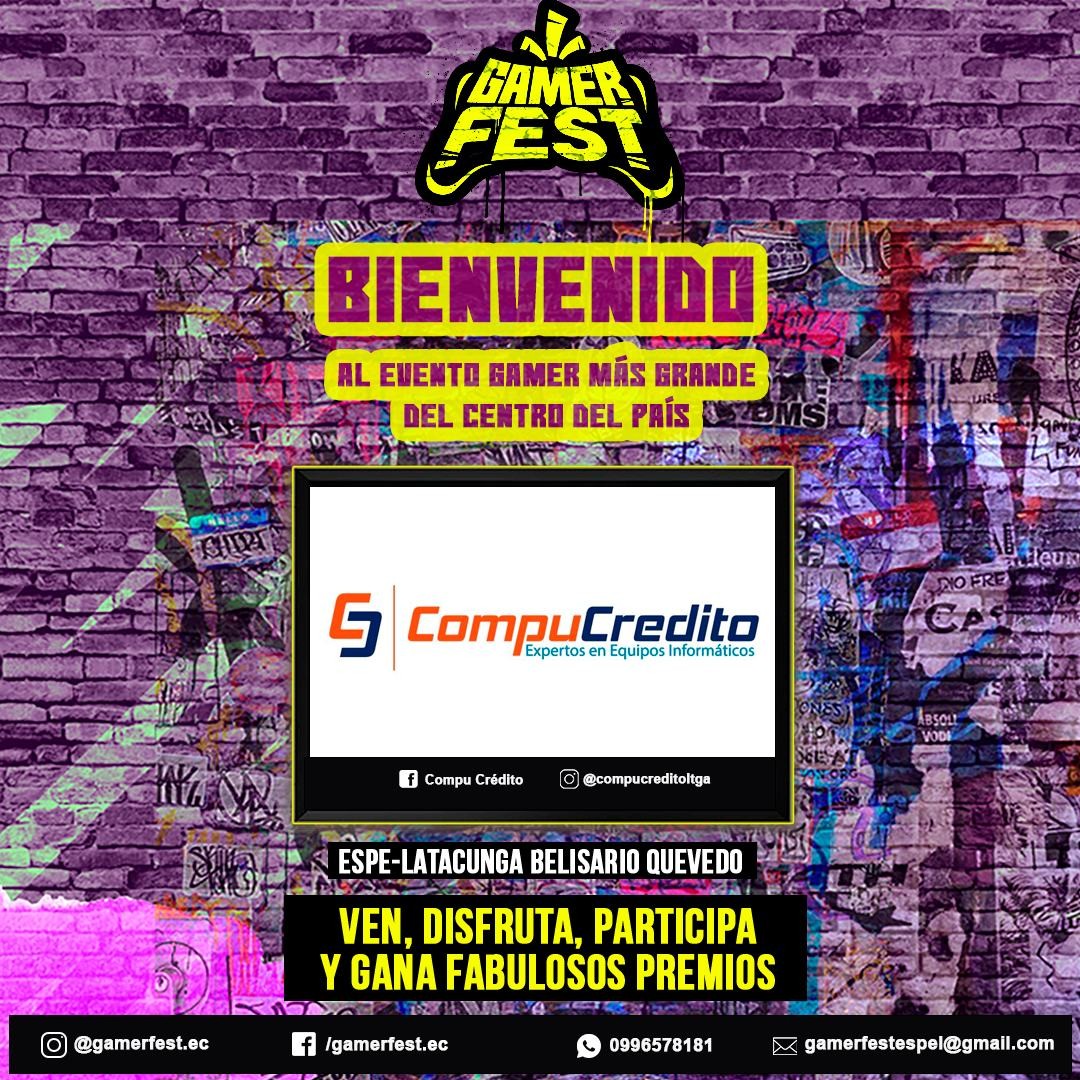 GAMER
FEST
BIENVENIDO
AL EVENTO GAMER MÁS GRANDE
DEL CENTRO DEL PAÍS
CompuCredito
Expertos en Equipos Informáticos
Compu Crédito @compucreditoltga
ESPE-LATACUNGA BELISARIO QUEVEDO
VEN, DISFRUTA, PARTICIPA
Y GANA FABULOSOS PREMIOS
@gamerfest.ec /gamerfest.ec 0996578181 gamerfestespel@gmail.com